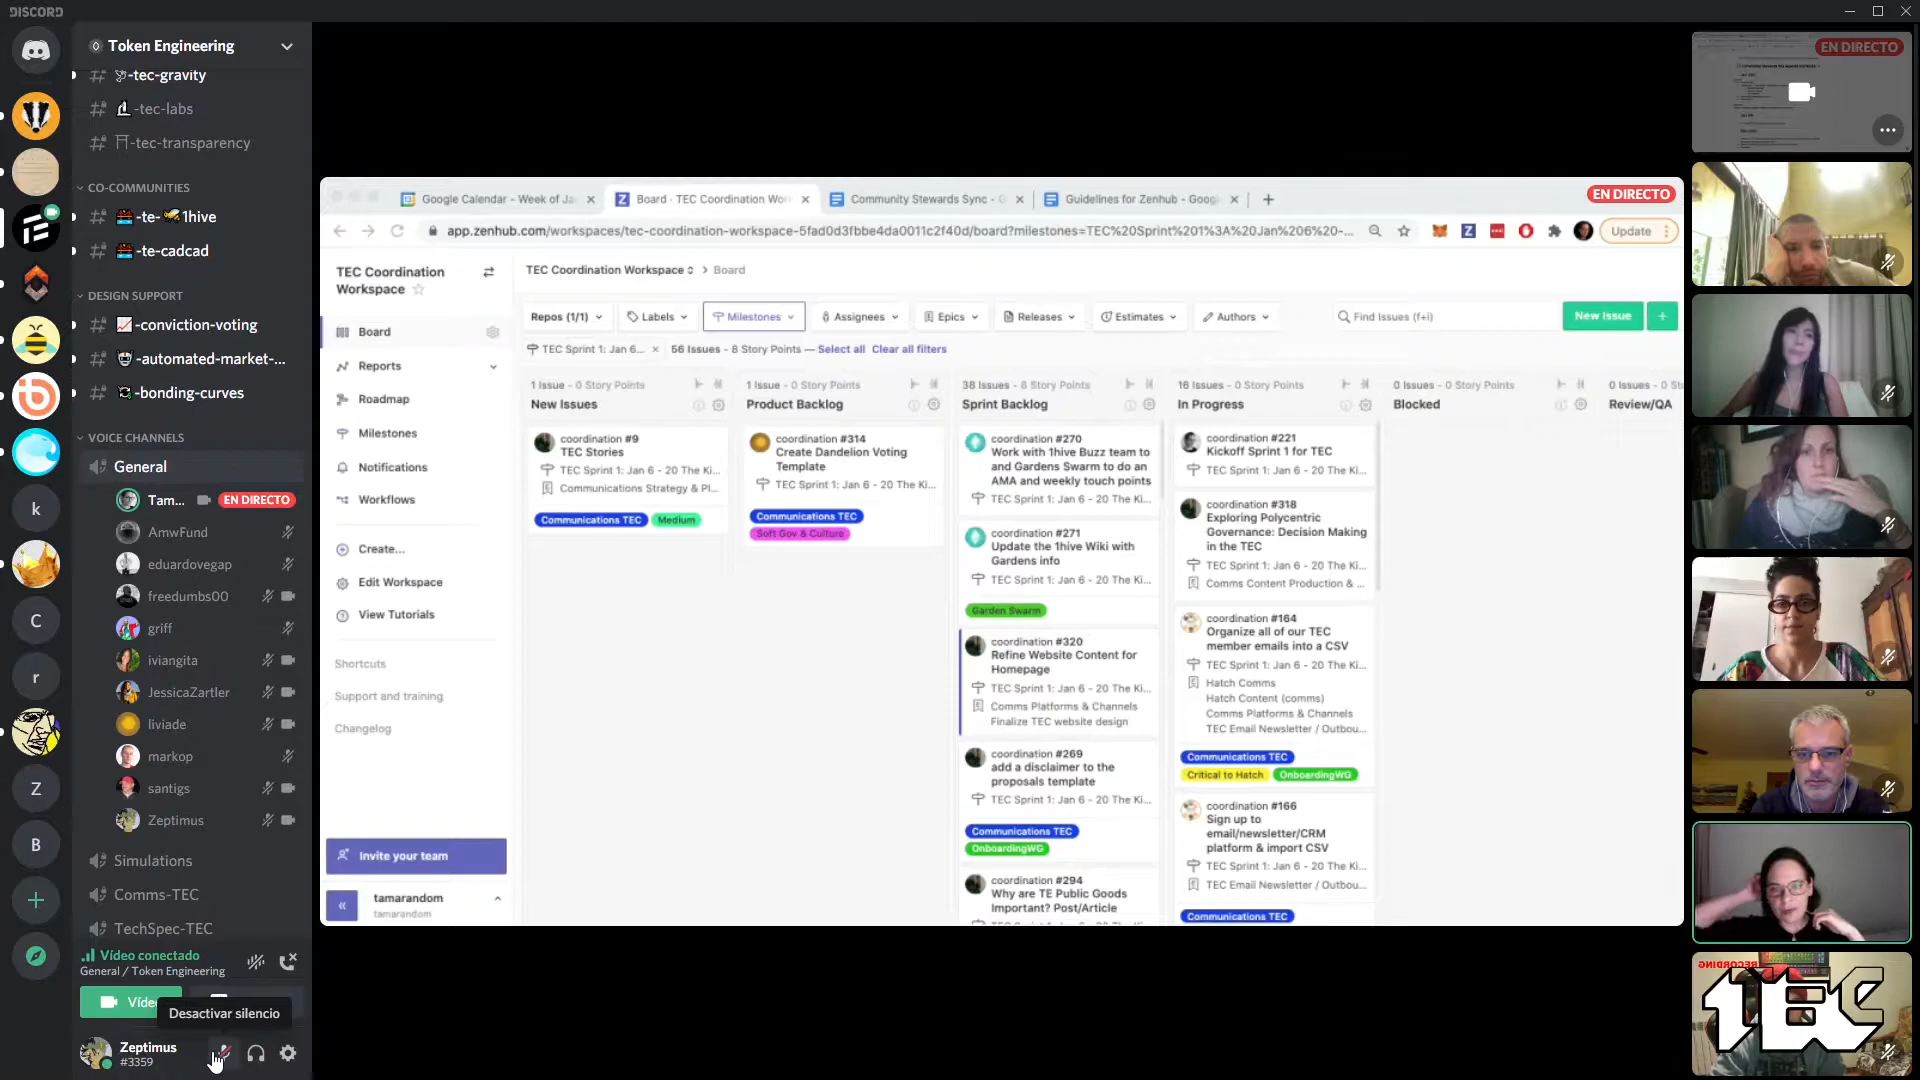 DISCORD
Token Engineering
-tec-gravity
-tec-labs
-tec-transparency
CO-COMMUNITIES
-te-1hive
-te-cadcad
DESIGN SUPPORT
-conviction-voting
-automated-market-...
-bonding-curves
VOICE CHANNELS
General
Tam... EN DIRECTO
AmwFund
eduardovegap
freedumbs00
griff
iviangita
JessicaZartler
liviade
markop
santigs
Zeptimus
Simulations
Comms-TEC
TechSpec-TEC
Vídeo conectado
General / Token Engineering
Desactivar silencio
Zeptimus
#3359
k
C
r
Z
B
Google Calendar - Week of Ja
Board · TEC Coordination Wor
Community Stewards Sync - G
Guidelines for Zenhub - Googl
EN DIRECTO
app.zenhub.com/workspaces/tec-coordination-workspace-5fad0d3fbbe4da0011c2f40d/board?milestones=TEC%20Sprint%201%3A%20Jan%206%20-...
Update
TEC Coordination
Workspace
Board
Reports
Roadmap
Milestones
Notifications
Workflows
Create...
Edit Workspace
View Tutorials
Shortcuts
Support and training
Changelog
Invite your team
tamarandom
tamarandom
TEC Coordination Workspace > Board
Repos (1/1) Labels Milestones Assignees Epics Releases Estimates Authors Find Issues (f+i) New Issue +
TEC Sprint 1: Jan 6... × 56 Issues - 8 Story Points — Select all Clear all filters
1 Issue - 0 Story Points
New Issues
coordination #9
TEC Stories
TEC Sprint 1: Jan 6 - 20 The Ki...
Communications Strategy & Pl...
Communications TEC Medium
1 Issue - 0 Story Points
Product Backlog
coordination #314
Create Dandelion Voting
Template
TEC Sprint 1: Jan 6 - 20 The Ki...
Communications TEC
Soft Gov & Culture
38 Issues - 8 Story Points
Sprint Backlog
coordination #270
Work with 1hive Buzz team to
and Gardens Swarm to do an
AMA and weekly touch points
TEC Sprint 1: Jan 6 - 20 The Ki...
coordination #271
Update the 1hive Wiki with
Gardens info
TEC Sprint 1: Jan 6 - 20 The Ki...
Garden Swarm
coordination #320
Refine Website Content for
Homepage
TEC Sprint 1: Jan 6 - 20 The Ki...
Comms Platforms & Channels
Finalize TEC website design
coordination #269
add a disclaimer to the
proposals template
TEC Sprint 1: Jan 6 - 20 The Ki...
Communications TEC
OnboardingWG
coordination #294
Why are TE Public Goods
Important? Post/Article
16 Issues - 0 Story Points
In Progress
coordination #221
Kickoff Sprint 1 for TEC
TEC Sprint 1: Jan 6 - 20 The Ki...
coordination #318
Exploring Polycentric
Governance: Decision Making
in the TEC
TEC Sprint 1: Jan 6 - 20 The Ki...
Comms Content Production & ...
coordination #164
Organize all of our TEC
member emails into a CSV
TEC Sprint 1: Jan 6 - 20 The Ki...
Hatch Comms
Hatch Content (comms)
Comms Platforms & Channels
TEC Email Newsletter / Outbou...
Communications TEC
Critical to Hatch OnboardingWG
coordination #166
Sign up to
email/newsletter/CRM
platform & import CSV
TEC Sprint 1: Jan 6 - 20 The Ki...
TEC Email Newsletter / Outbou...
Communications TEC
0 Issues - 0 Story Points
Blocked
0 Issues - 0 St
Review/QA
EN DIRECTO
RECORDING
TEC